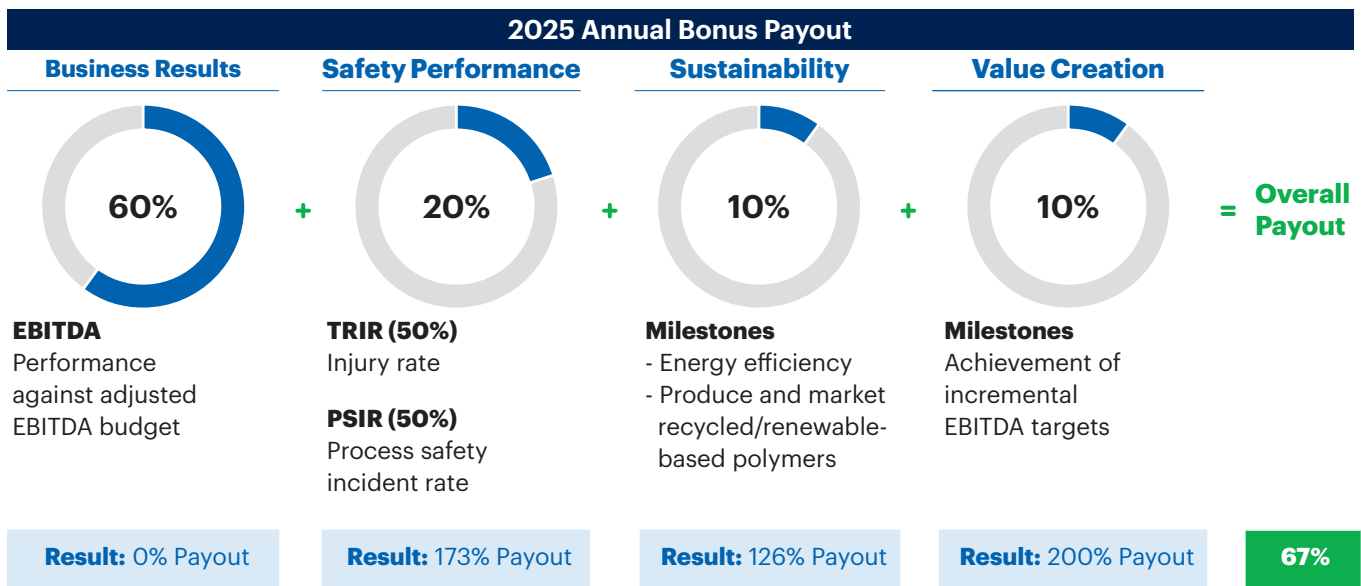 2025 Annual Bonus Payout
Business Results
60%
EBITDA
Performance
against adjusted
EBITDA budget
Result: 0% Payout
+
Safety Performance
20%
TRIR (50%)
Injury rate
PSIR (50%)
Process safety
incident rate
Result: 173% Payout
+
Sustainability
10%
Milestones
- Energy efficiency
- Produce and market
recycled/renewable-
based polymers
Result: 126% Payout
+
Value Creation
10%
Milestones
Achievement of
incremental
EBITDA targets
Result: 200% Payout
=
Overall
Payout
67%